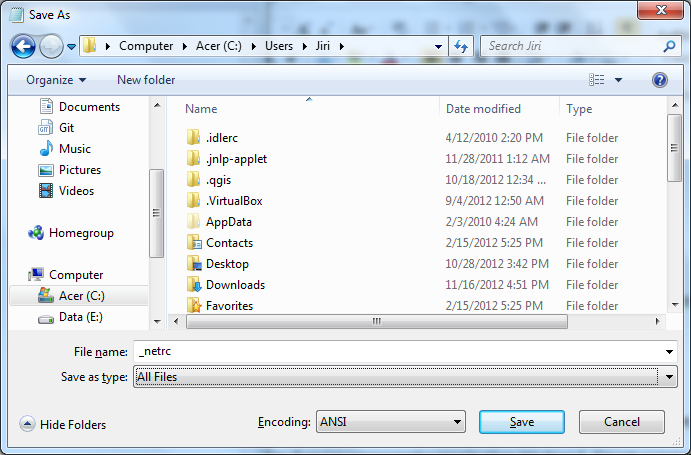 Save As
Computer ▸ Acer (C:) ▸ Users ▸ Jiri ▸
Search Jiri
Organize
New folder
Documents
Git
Music
Pictures
Videos
Homegroup
Computer
Acer (C:)
Data (E:)
Name Date modified Type
.idlerc 4/12/2010 2:20 PM File folder
.jnlp-applet 11/28/2011 1:12 AM File folder
.qgis 10/18/2012 12:34 ... File folder
.VirtualBox 9/4/2012 12:50 AM File folder
AppData 2/3/2010 4:24 AM File folder
Contacts 2/15/2012 5:25 PM File folder
Desktop 10/28/2012 3:42 PM File folder
Downloads 11/16/2012 4:51 PM File folder
Favorites 2/15/2012 5:25 PM File folder
File name: _netrc
Save as type: All Files
Hide Folders
Encoding: ANSI
Save
Cancel